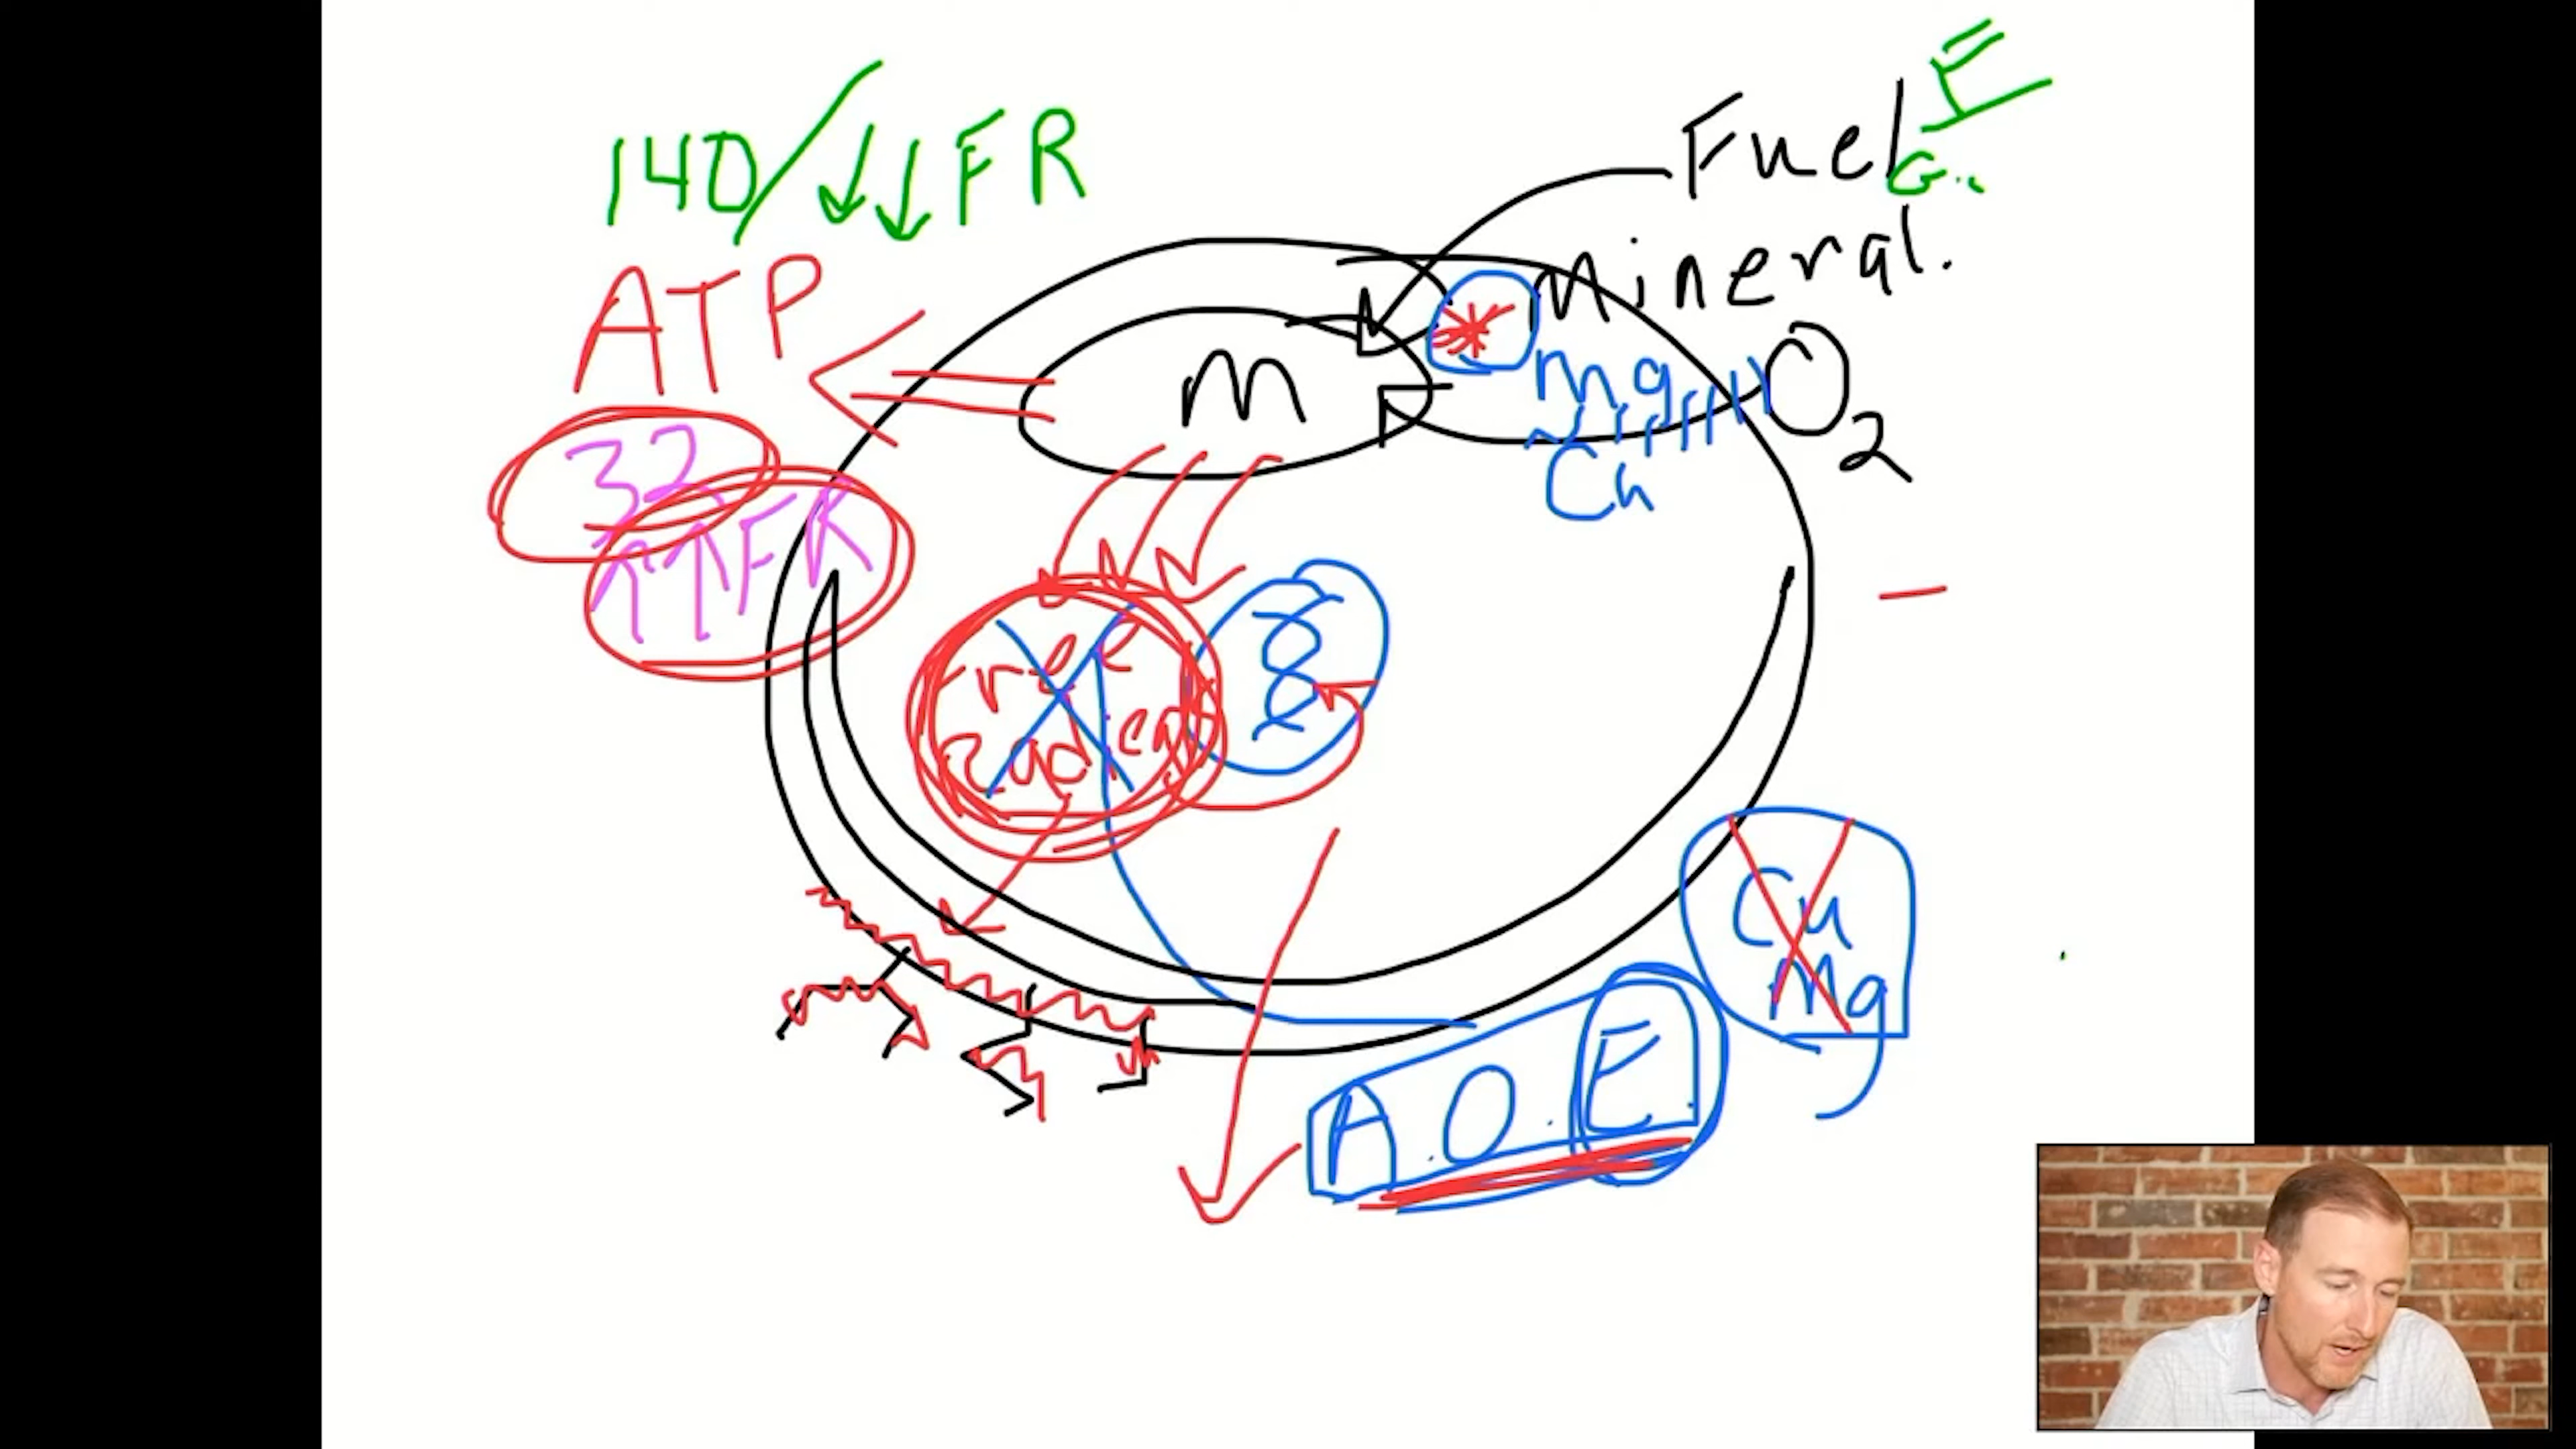 140/↓↓FR
Fuel
F
G..
Mineral.
ATP
M
Mg
O2
Cu
32
↑↑FR
Free
Radical
Cu
Mg
A.O.E